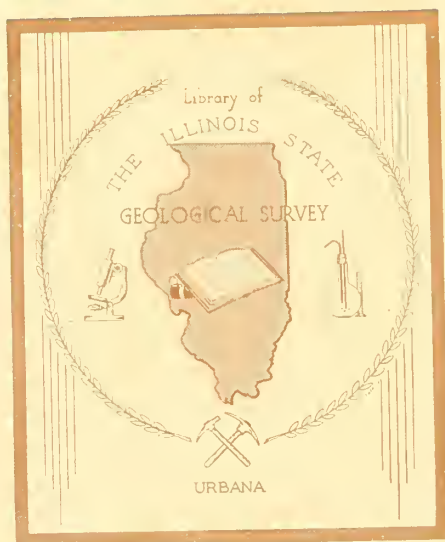 Library of
THE ILLINOIS STATE
GEOLOGICAL SURVEY
URBANA